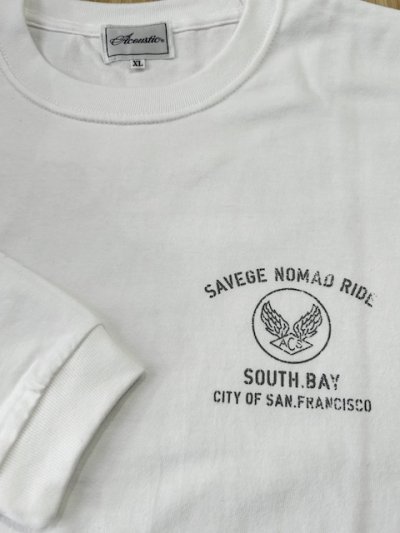 Acoustic
XL
SAVEGE NOMAD RIDE
ACS
SOUTH.BAY
CITY OF SAN.FRANCISCO